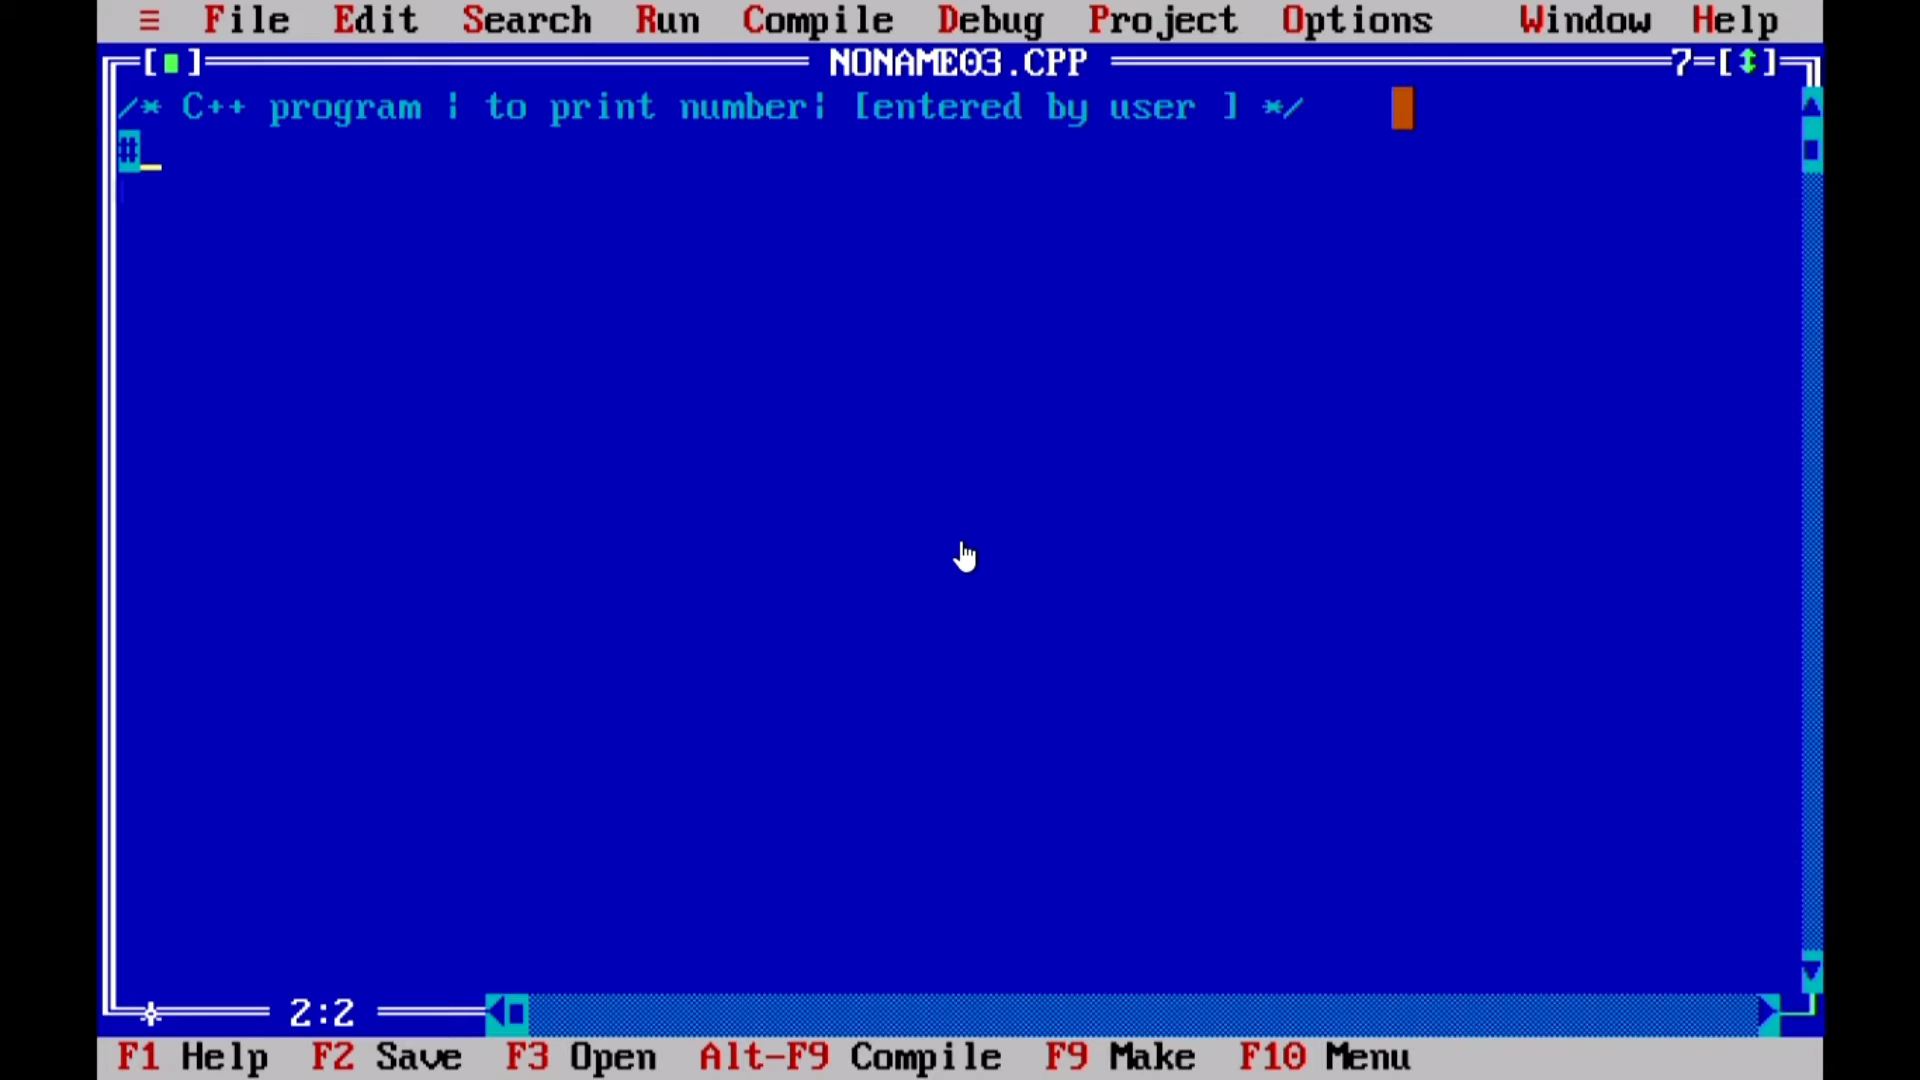 ≡ File Edit Search Run Compile Debug Project Options Window Help
[■] NONAME03.CPP 7=[↕]
/* C++ program | to print number| [entered by user ] */
#_
2:2
F1 Help F2 Save F3 Open Alt-F9 Compile F9 Make F10 Menu